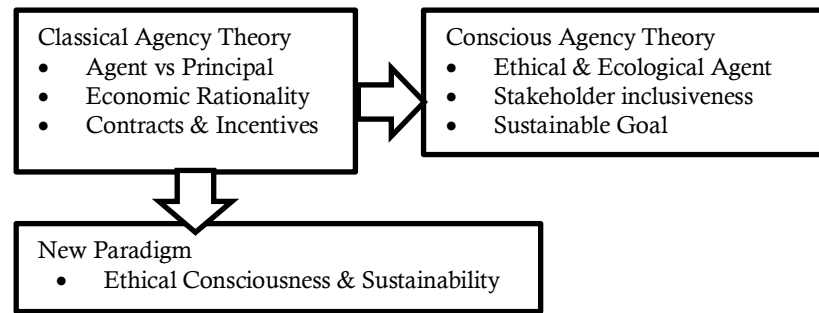 Classical Agency Theory
• Agent vs Principal
• Economic Rationality
• Contracts & Incentives
Conscious Agency Theory
• Ethical & Ecological Agent
• Stakeholder inclusiveness
• Sustainable Goal
New Paradigm
• Ethical Consciousness & Sustainability